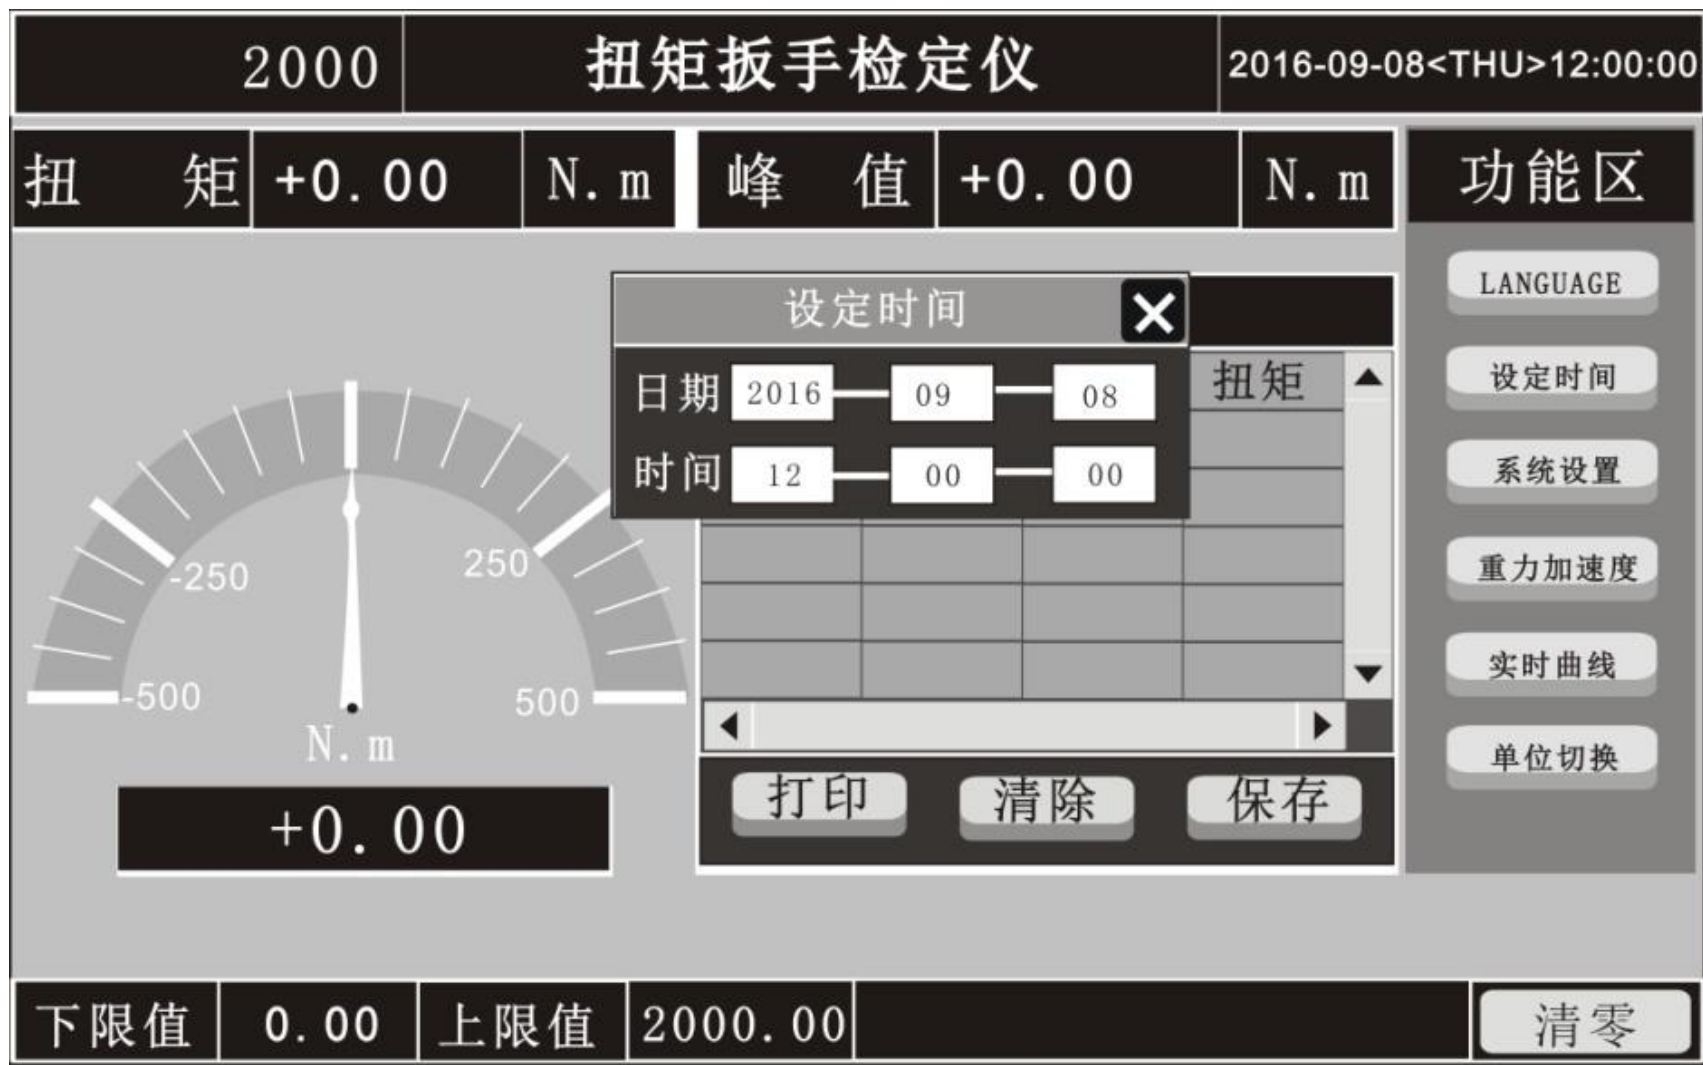 2000 扭矩扳手检定仪 2016-09-08<THU>12:00:00
扭 矩 +0.00 N.m 峰 值 +0.00 N.m 功能区
LANGUAGE
设定时间
系统设置
重力加速度
实时曲线
单位切换
设定时间
日期 2016 09 08
时间 12 00 00
扭矩
-500
-250
250
500
N.m
+0.00
打印 清除 保存
下限值 0.00 上限值 2000.00 清零